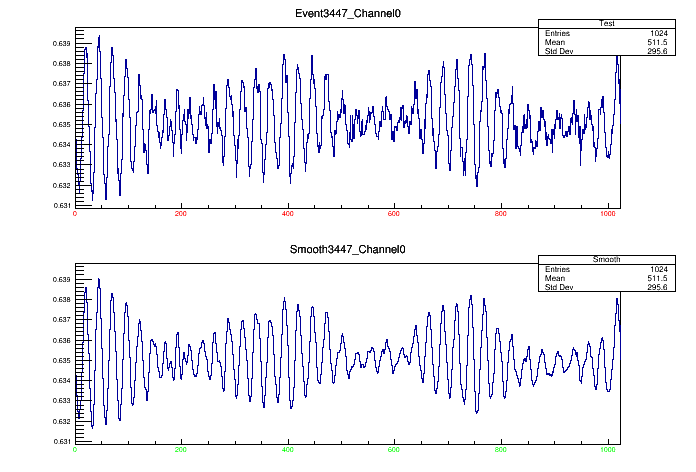 Event3447_Channel0
Test
Entries 1024
Mean 511.5
Std Dev 295.6
0.639
0.638
0.637
0.636
0.635
0.634
0.633
0.632
0.631
0 200 400 600 800 1000
Smooth3447_Channel0
Smooth
Entries 1024
Mean 511.5
Std Dev 295.6
0.639
0.638
0.637
0.636
0.635
0.634
0.633
0.632
0.631
0 200 400 600 800 1000